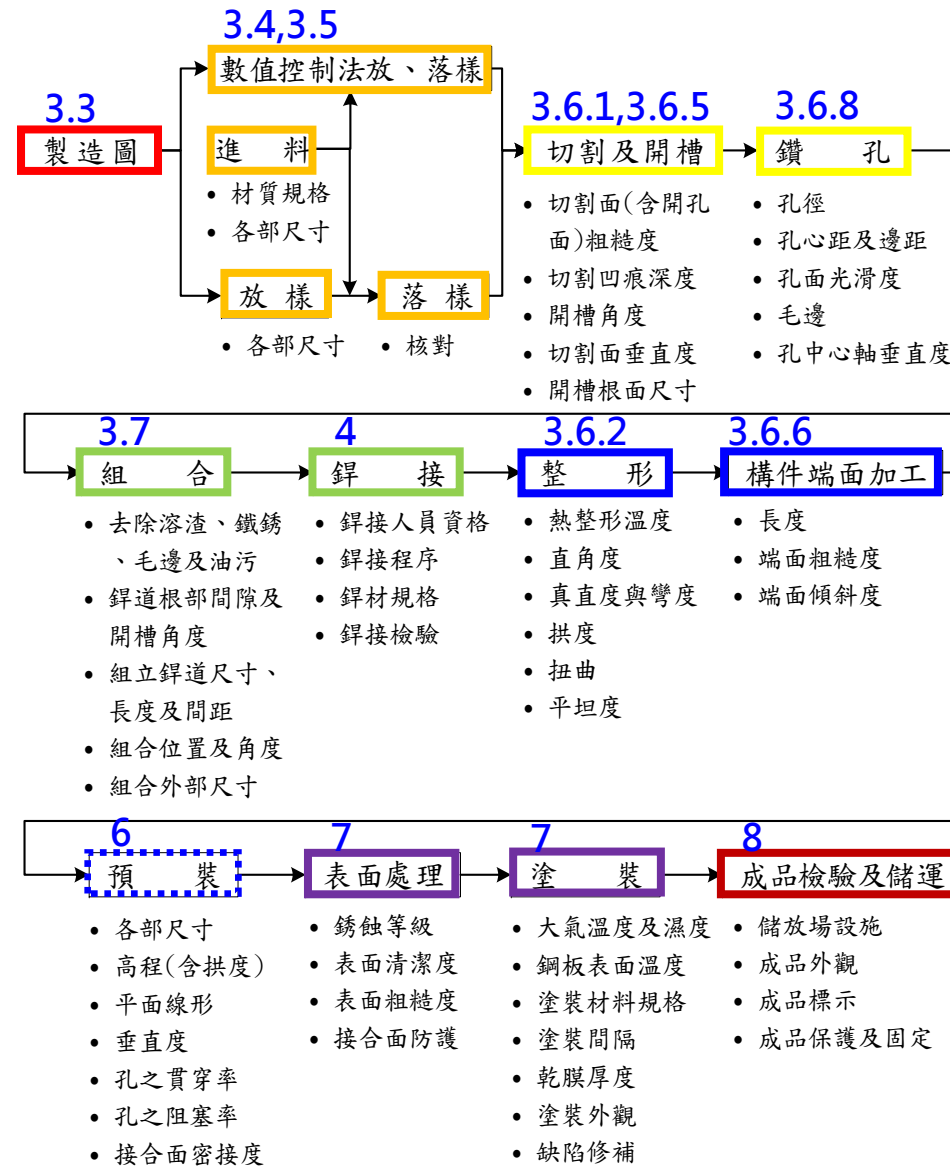 3.4,3.5
數值控制法放、落樣
3.3
製造圖
進 料
• 材質規格
• 各部尺寸
放樣
• 各部尺寸
落樣
• 核對
3.6.1,3.6.5
切割及開槽
• 切割面(含開孔
面)粗糙度
• 切割凹痕深度
• 開槽角度
• 切割面垂直度
• 開槽根面尺寸
3.6.8
鑽 孔
• 孔徑
• 孔心距及邊距
• 孔面光滑度
• 毛邊
• 孔中心軸垂直度
3.7
組 合
• 去除溶渣、鐵銹
、毛邊及油污
• 銲道根部間隙及
開槽角度
• 組立銲道尺寸、
長度及間距
• 組合位置及角度
• 組合外部尺寸
4
銲 接
• 銲接人員資格
• 銲接程序
• 銲材規格
• 銲接檢驗
3.6.2
整 形
• 熱整形溫度
• 直角度
• 真直度與彎度
• 拱度
• 扭曲
• 平坦度
3.6.6
構件端面加工
• 長度
• 端面粗糙度
• 端面傾斜度
6
預 裝
• 各部尺寸
• 高程(含拱度)
• 平面線形
• 垂直度
• 孔之貫穿率
• 孔之阻塞率
• 接合面密接度
7
表面處理
• 銹蝕等級
• 表面清潔度
• 表面粗糙度
• 接合面防護
7
塗 裝
• 大氣溫度及濕度
• 鋼板表面溫度
• 塗裝材料規格
• 塗裝間隔
• 乾膜厚度
• 塗裝外觀
• 缺陷修補
8
成品檢驗及儲運
• 儲放場設施
• 成品外觀
• 成品標示
• 成品保護及固定